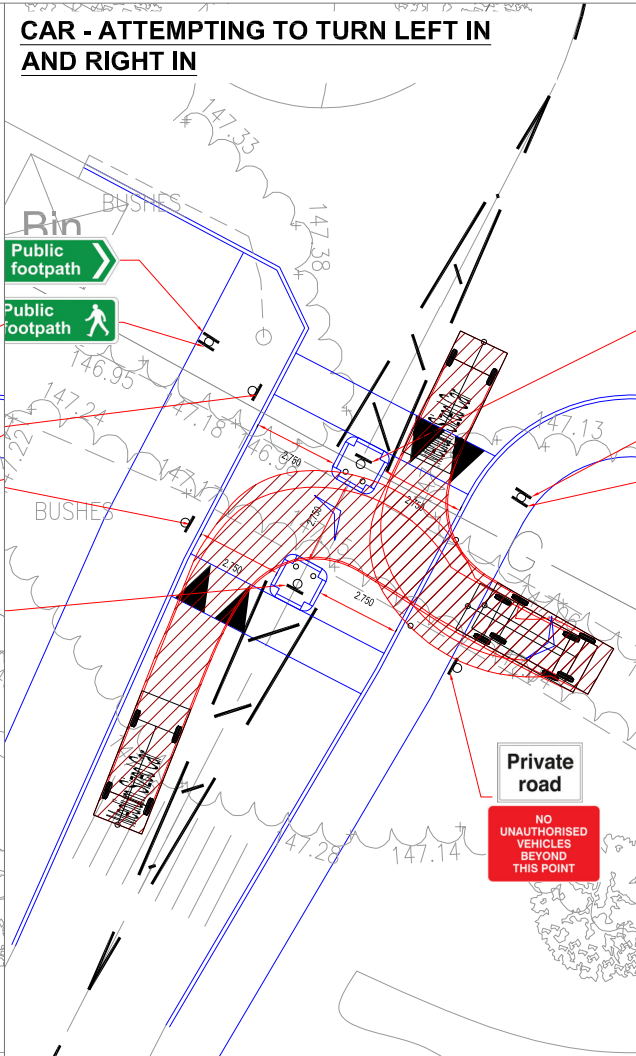 CAR - ATTEMPTING TO TURN LEFT IN
AND RIGHT IN
147.33
BUSHES
147.38
Bin
Public
footpath
Public
footpath
146.95
147.24
147.18
147.13
2.750
2.750
2.750
BUSHES
G
2.750
2.750
Private
road
NO
UNAUTHORISED
VEHICLES
BEYOND
THIS POINT
147.28
147.14